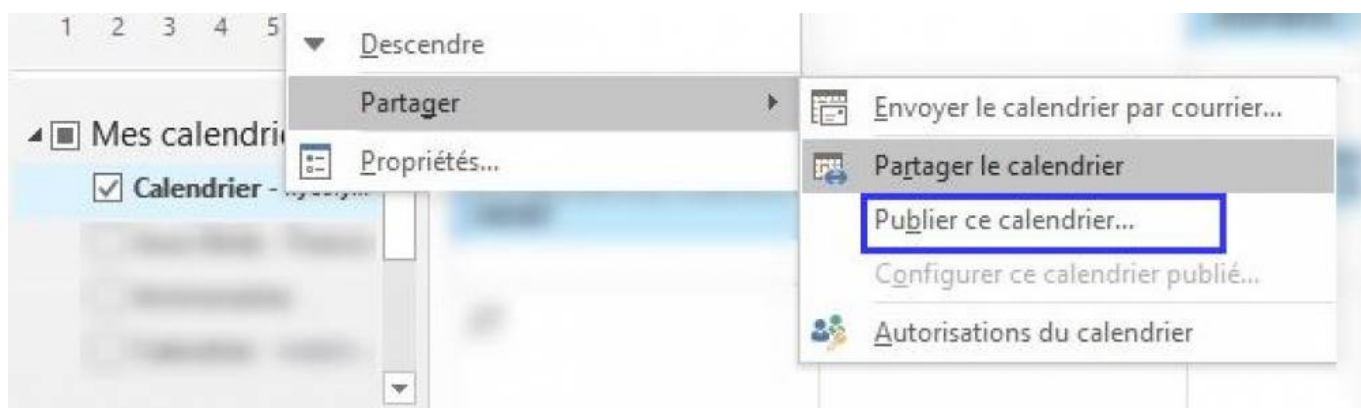 1 2 3 4 5
Descendre
Partager
Propriétés...
Mes calendri
Calendrier -
Envoyer le calendrier par courrier...
Partager le calendrier
Publier ce calendrier...
Configurer ce calendrier publié...
Autorisations du calendrier